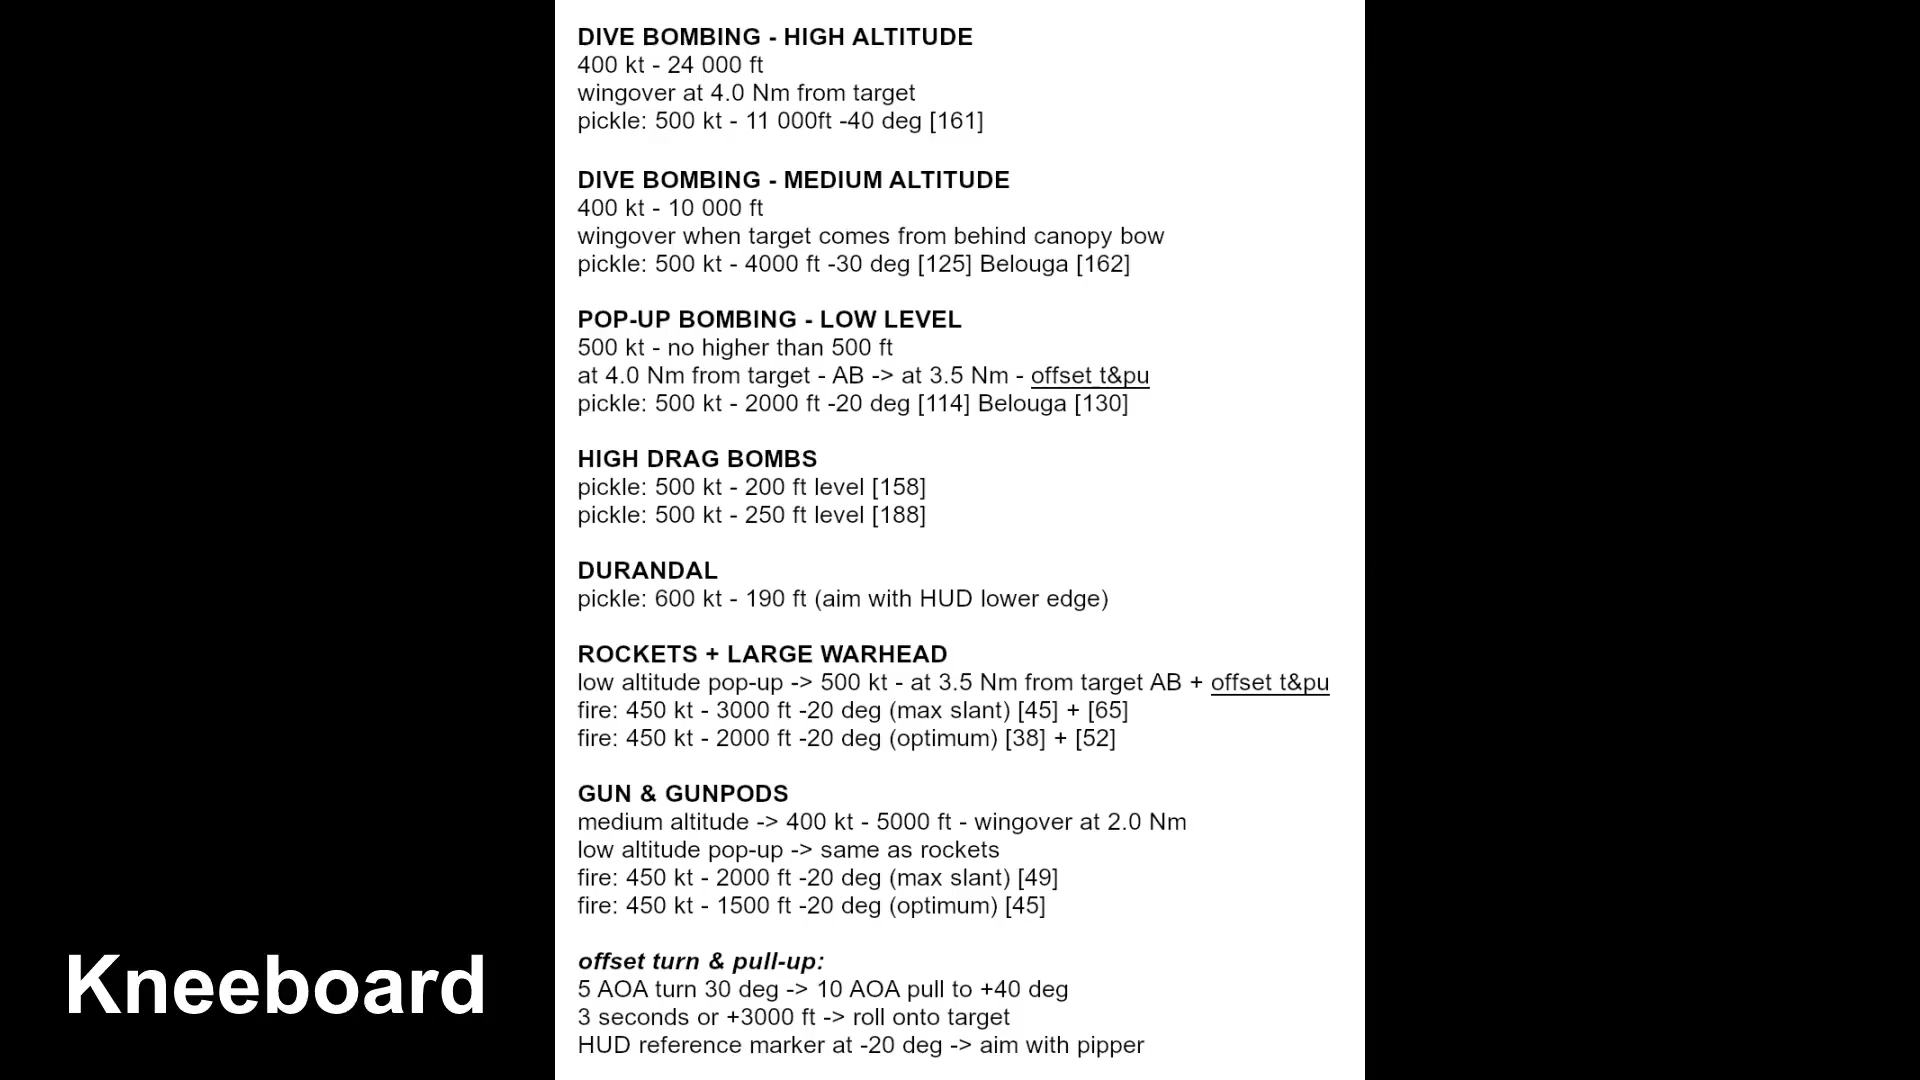 DIVE BOMBING - HIGH ALTITUDE
400 kt - 24 000 ft
wingover at 4.0 Nm from target
pickle: 500 kt - 11 000ft -40 deg [161]
DIVE BOMBING - MEDIUM ALTITUDE
400 kt - 10 000 ft
wingover when target comes from behind canopy bow
pickle: 500 kt - 4000 ft -30 deg [125] Belouga [162]
POP-UP BOMBING - LOW LEVEL
500 kt - no higher than 500 ft
at 4.0 Nm from target - AB -> at 3.5 Nm - offset t&pu
pickle: 500 kt - 2000 ft -20 deg [114] Belouga [130]
HIGH DRAG BOMBS
pickle: 500 kt - 200 ft level [158]
pickle: 500 kt - 250 ft level [188]
DURANDAL
pickle: 600 kt - 190 ft (aim with HUD lower edge)
ROCKETS + LARGE WARHEAD
low altitude pop-up -> 500 kt - at 3.5 Nm from target AB + offset t&pu
fire: 450 kt - 3000 ft -20 deg (max slant) [45] + [65]
fire: 450 kt - 2000 ft -20 deg (optimum) [38] + [52]
GUN & GUNPODS
medium altitude -> 400 kt - 5000 ft - wingover at 2.0 Nm
low altitude pop-up -> same as rockets
fire: 450 kt - 2000 ft -20 deg (max slant) [49]
fire: 450 kt - 1500 ft -20 deg (optimum) [45]
offset turn & pull-up:
5 AOA turn 30 deg -> 10 AOA pull to +40 deg
3 seconds or +3000 ft -> roll onto target
HUD reference marker at -20 deg -> aim with pipper
Kneeboard